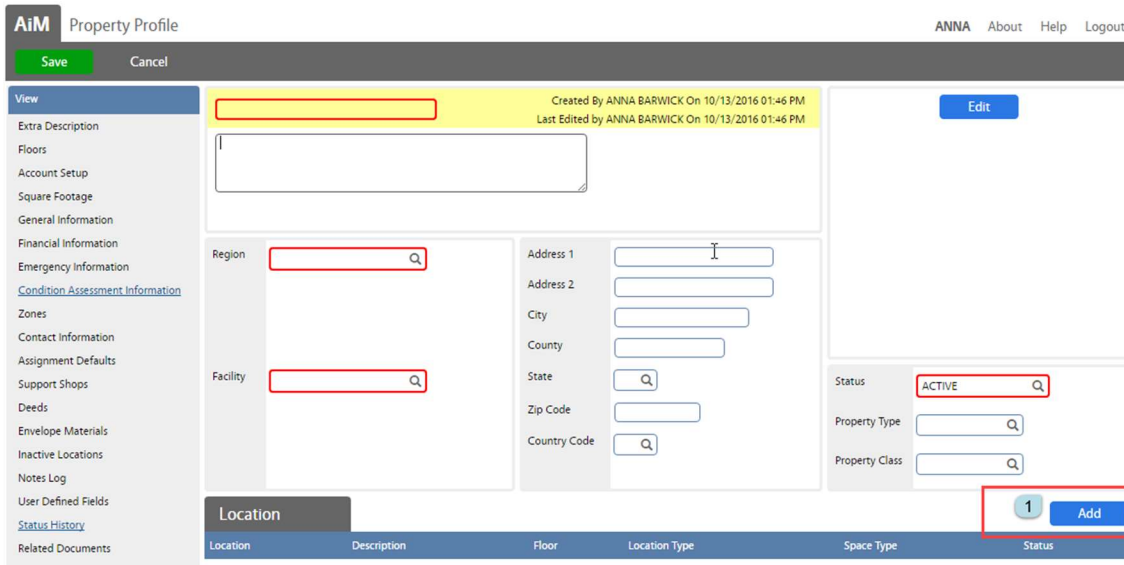 AiM Property Profile
ANNA About Help Logout
Save Cancel
View
Extra Description
Floors
Account Setup
Square Footage
General Information
Financial Information
Emergency Information
Condition Assessment Information
Zones
Contact Information
Assignment Defaults
Support Shops
Deeds
Envelope Materials
Inactive Locations
Notes Log
User Defined Fields
Status History
Related Documents
Created By ANNA BARWICK On 10/13/2016 01:46 PM
Last Edited by ANNA BARWICK On 10/13/2016 01:46 PM
Edit
Region
Facility
Address 1
Address 2
City
County
State
Zip Code
Country Code
Status ACTIVE
Property Type
Property Class
Location
1 Add
Location Description Floor Location Type Space Type Status